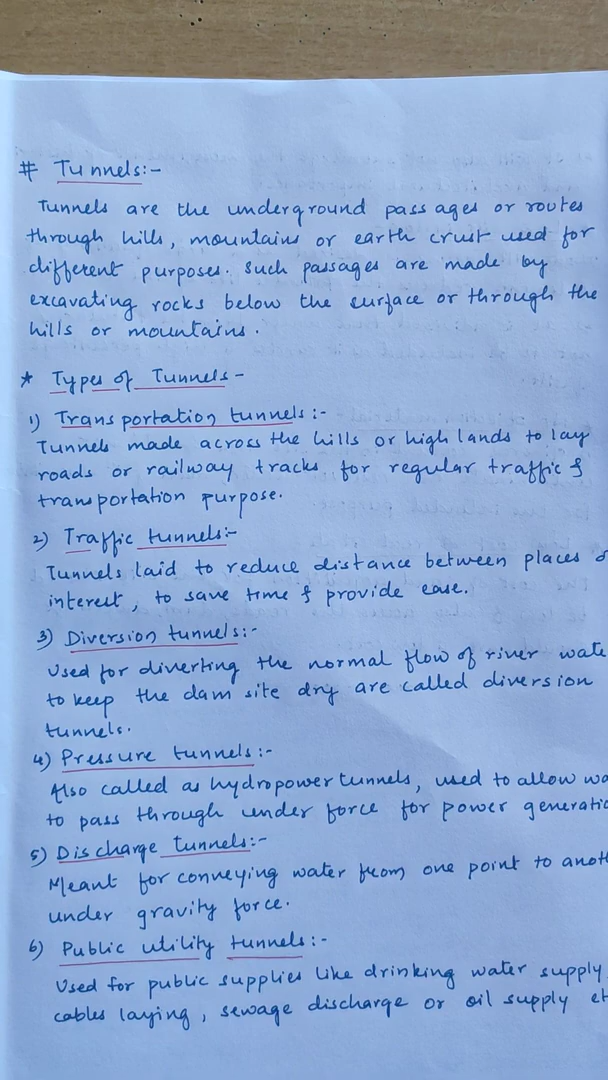 # Tunnels:-
Tunnels are the underground passages or routes
through hills, mountains or earth crust used for
different purposes. Such passages are made by
excavating rocks below the surface or through the
hills or mountains.
* Types of Tunnels-
1) Transportation tunnels:-
Tunnels made across the hills or high lands to lay
roads or railway tracks for regular traffic &
transportation purpose.
2) Traffic tunnels:-
Tunnels laid to reduce distance between places o
interest, to save time & provide ease.
3) Diversion tunnels:-
Used for diverting the normal flow of river wate
to keep the dam site dry are called diversion
tunnels.
4) Pressure tunnels:-
Also called as hydropower tunnels, used to allow wa
to pass through under force for power generatio
5) Discharge tunnels:-
Meant for conveying water from one point to anoth
under gravity force.
6) Public utility tunnels:-
Used for public supplies like drinking water supply,
cables laying, sewage discharge or oil supply et